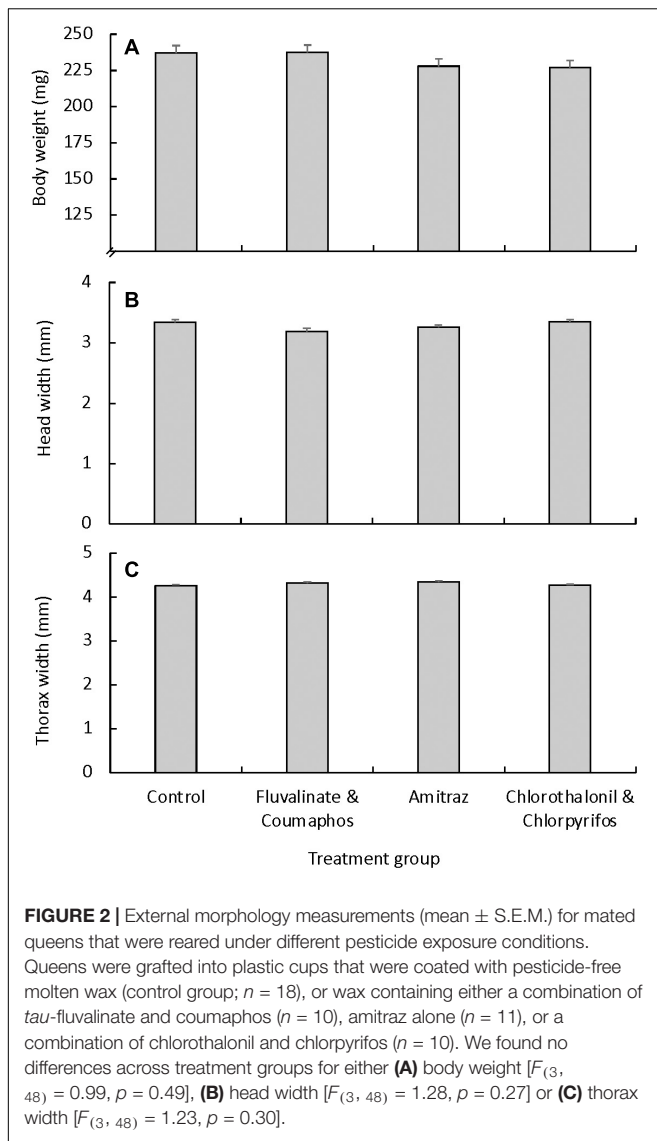 A
Body weight (mg)
250
225
200
175
150
125
B
Head width (mm)
4
3
2
1
0
C
Thorax width (mm)
5
4
3
2
1
0
Control
Fluvalinate &
Coumaphos
Amitraz
Chlorothalonil &
Chlorpyrifos
Treatment group
FIGURE 2 | External morphology measurements (mean ± S.E.M.) for mated
queens that were reared under different pesticide exposure conditions.
Queens were grafted into plastic cups that were coated with pesticide-free
molten wax (control group; n = 18), or wax containing either a combination of
tau-fluvalinate and coumaphos (n = 10), amitraz alone (n = 11), or a
combination of chlorothalonil and chlorpyrifos (n = 10). We found no
differences across treatment groups for either (A) body weight [F(3,
48) = 0.99, p = 0.49], (B) head width [F(3, 48) = 1.28, p = 0.27] or (C) thorax
width [F(3, 48) = 1.23, p = 0.30].